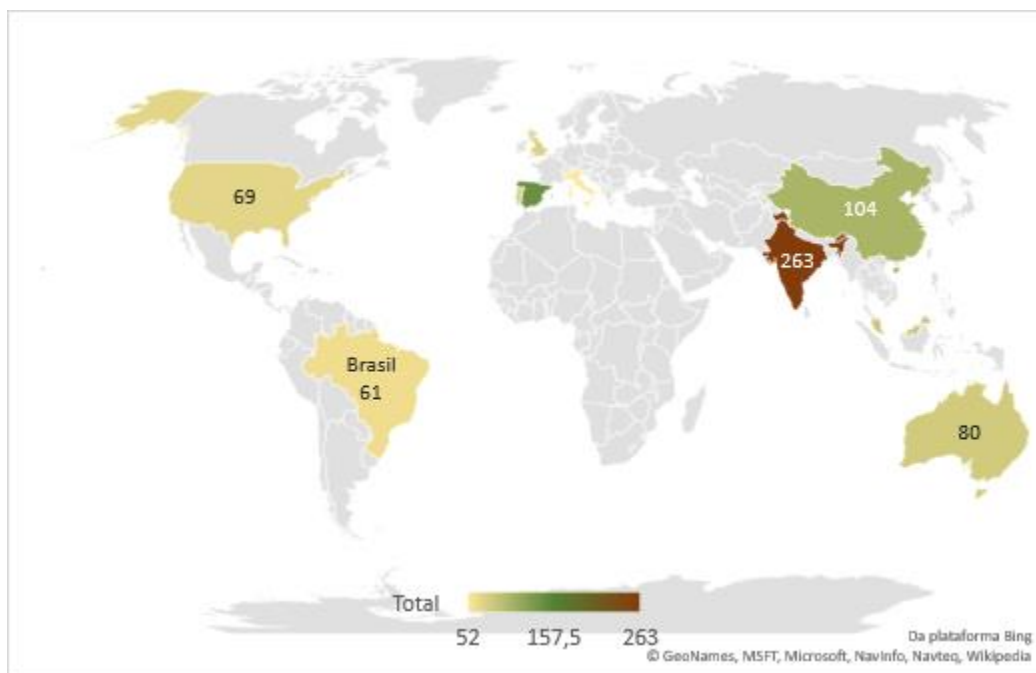 69
104
263
Brasil
61
80
Total
52 157,5 263
Da plataforma Bing
© GeoNames, MSFT, Microsoft, NavInfo, Navteq, Wikipedia